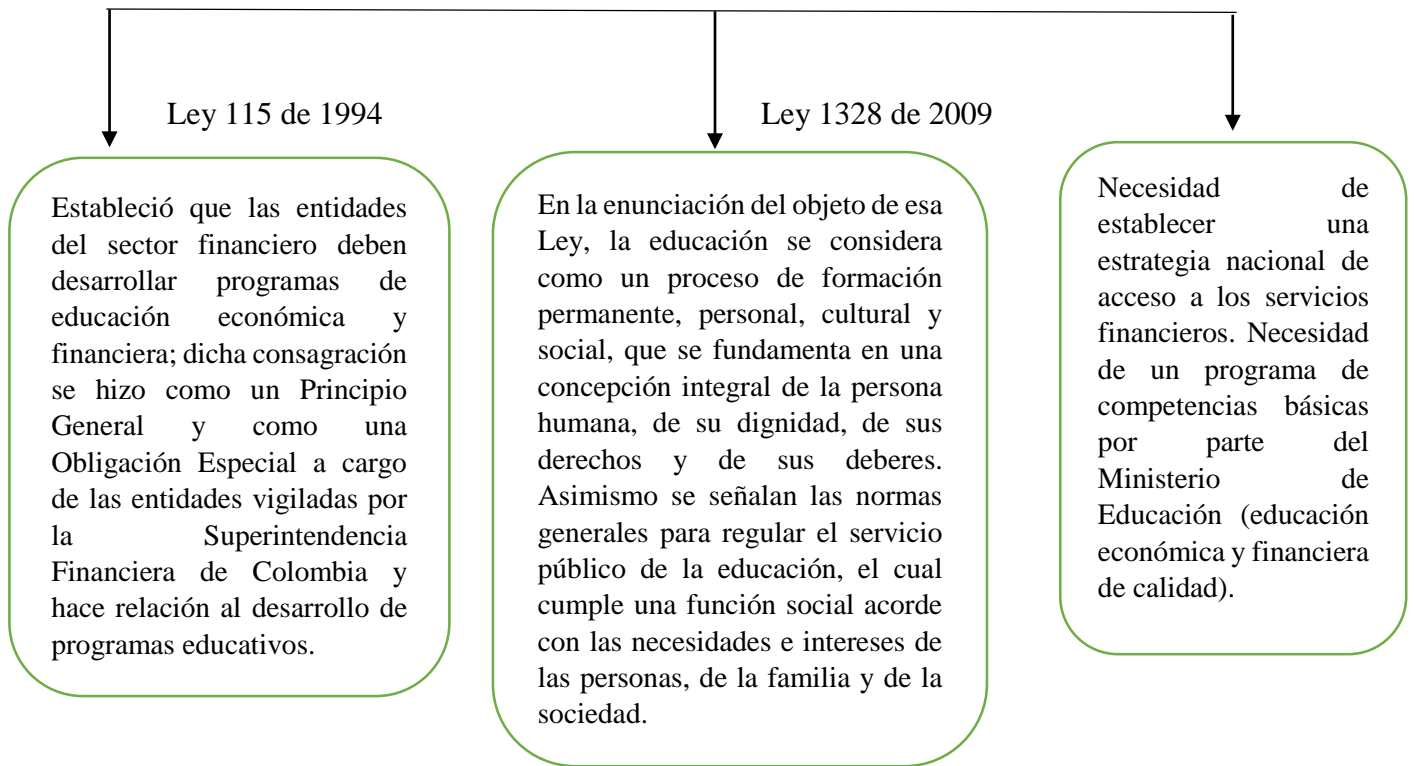 Ley 115 de 1994
Estableció que las entidades
del sector financiero deben
desarrollar programas de
educación económica y
financiera; dicha consagración
se hizo como un Principio
General y como una
Obligación Especial a cargo
de las entidades vigiladas por
la Superintendencia
Financiera de Colombia y
hace relación al desarrollo de
programas educativos.
Ley 1328 de 2009
En la enunciación del objeto de esa
Ley, la educación se considera
como un proceso de formación
permanente, personal, cultural y
social, que se fundamenta en una
concepción integral de la persona
humana, de su dignidad, de sus
derechos y de sus deberes.
Asimismo se señalan las normas
generales para regular el servicio
público de la educación, el cual
cumple una función social acorde
con las necesidades e intereses de
las personas, de la familia y de la
sociedad.
Necesidad de
establecer una
estrategia nacional de
acceso a los servicios
financieros. Necesidad
de un programa de
competencias básicas
por parte del
Ministerio de
Educación (educación
económica y financiera
de calidad).